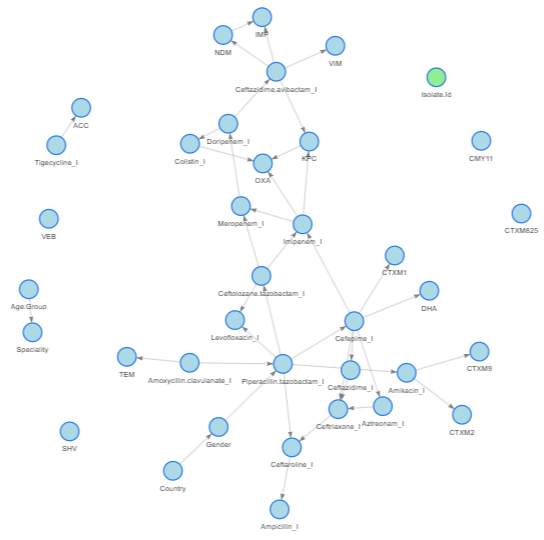 IMP
NDM
VIM
Ceftazidime.avibactam_I
Isolate.Id
ACC
Doripenem_I
Colistin_I
KPC
CMY11
Tigecycline_I
OXA
Meropenem_I
CTXM825
VEB
Imipenem_I
CTXM1
Ceftolozane.tazobactam_I
Age.Group
DHA
Levofloxacin_I
Cefepime_I
Speciality
TEM
Amoxycillin.clavulanate_I
Piperacillin.tazobactam_I
Ceftazidime_I
Amikacin_I
CTXM9
Ceftriaxone_I
Aztreonam_I
CTXM2
SHV
Gender
Ceftaroline_I
Country
Ampicillin_I